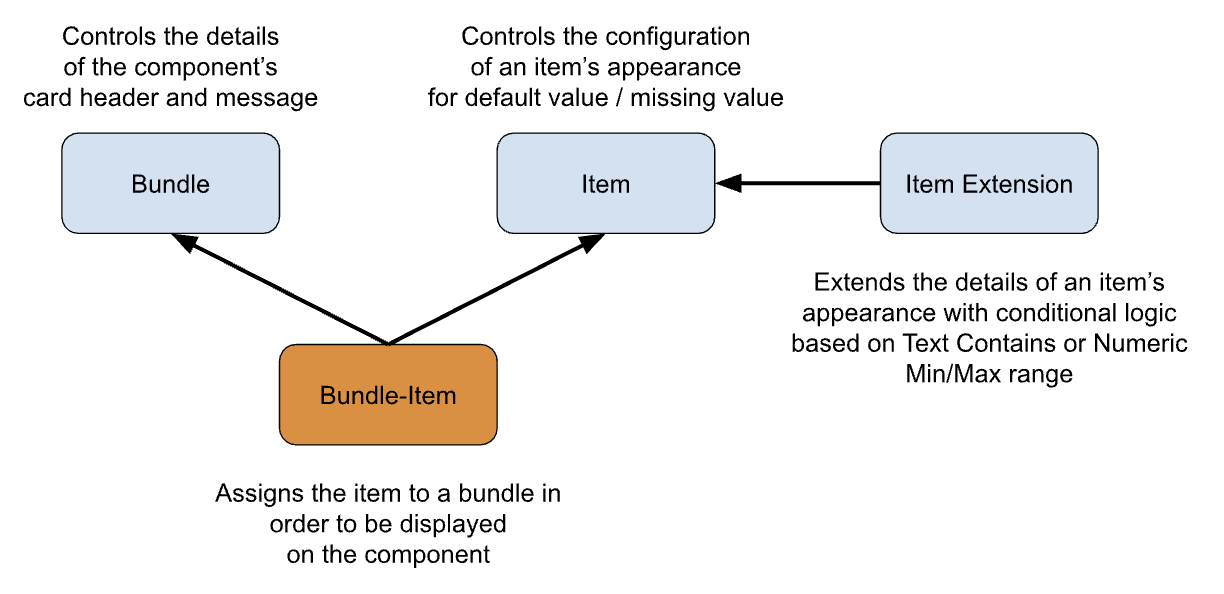 Controls the details
of the component’s
card header and message
Controls the configuration
of an item’s appearance
for default value / missing value
Bundle
Item
Item Extension
Extends the details of an item’s
appearance with conditional logic
based on Text Contains or Numeric
Min/Max range
Bundle-Item
Assigns the item to a bundle in
order to be displayed
on the component